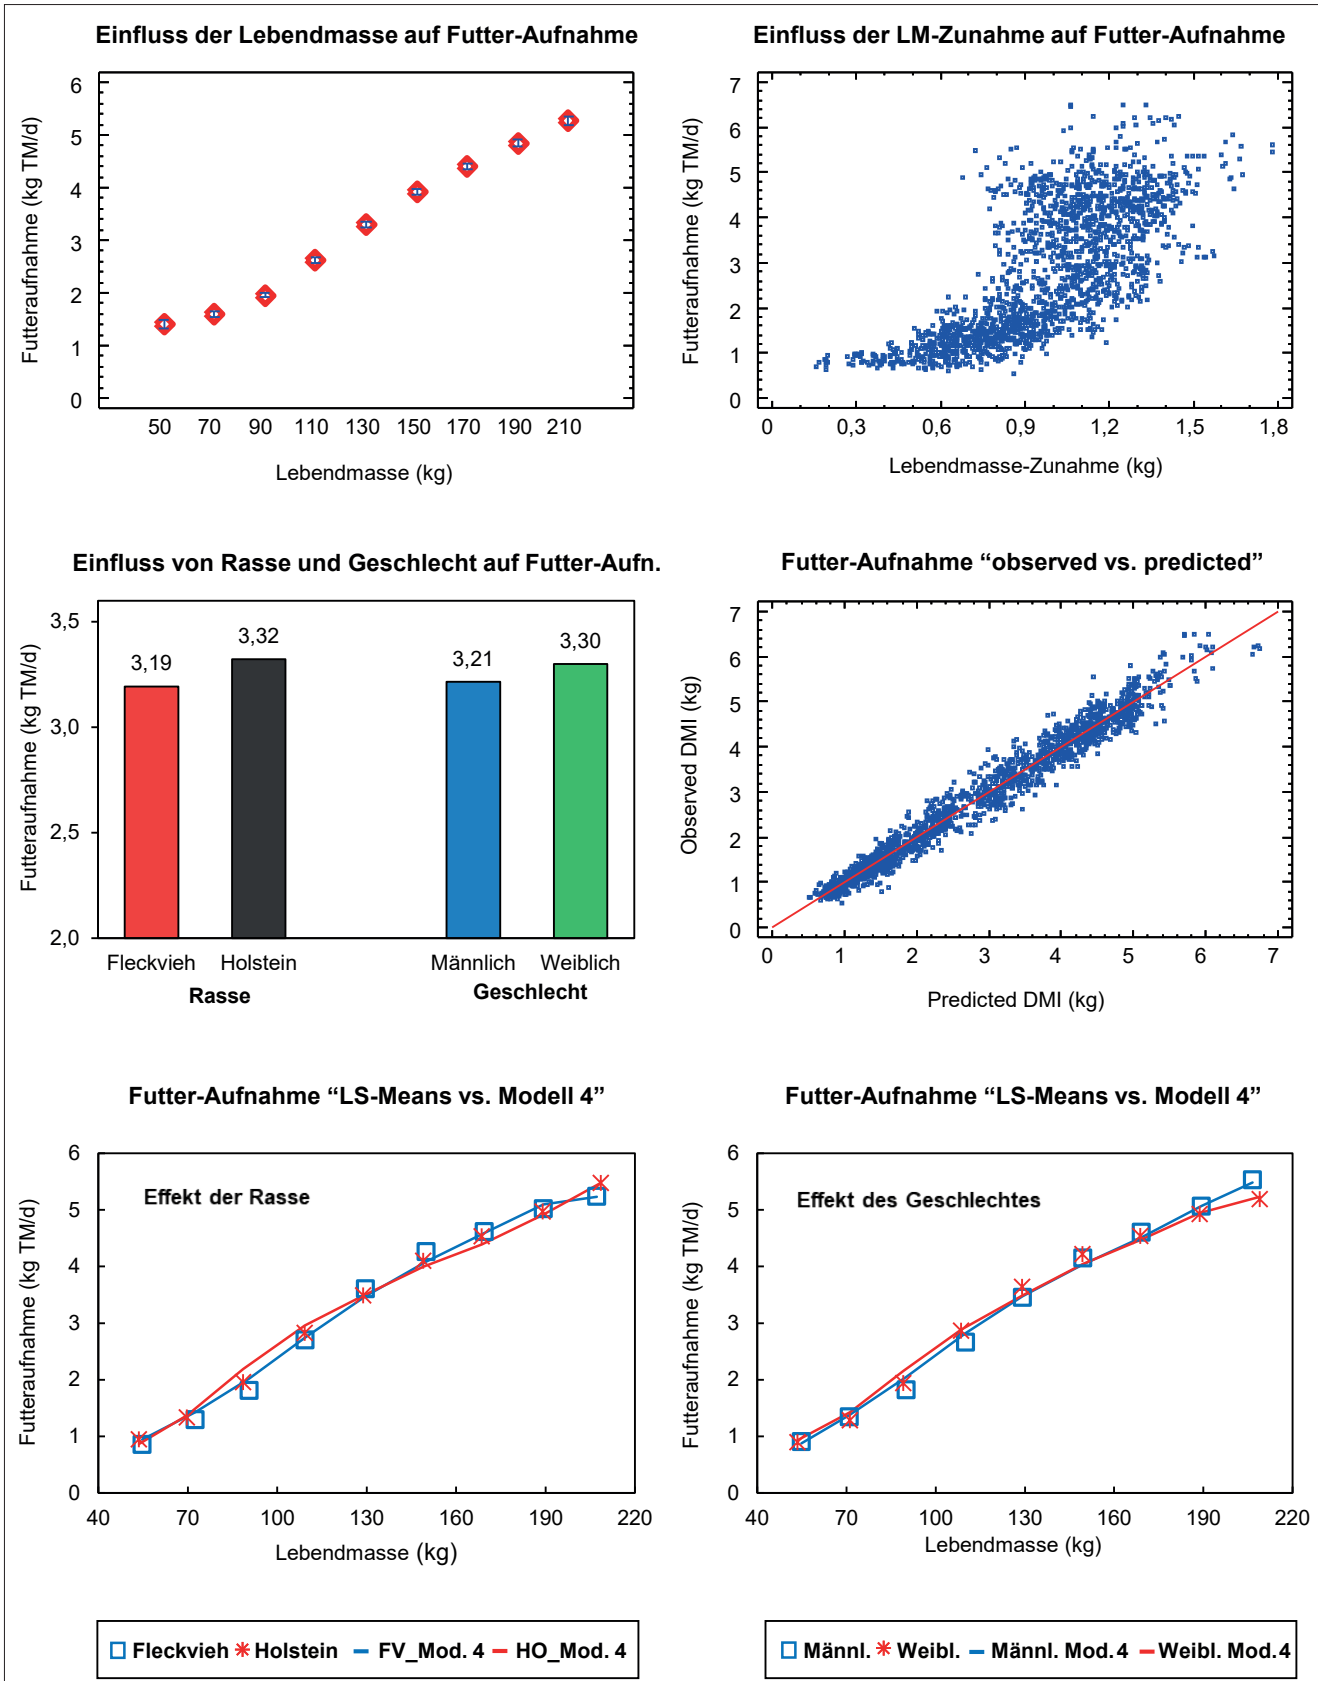 Einfluss der Lebendmasse auf Futter-Aufnahme
Futteraufnahme (kg TM/d)
6
5
4
3
2
1
0
50 70 90 110 130 150 170 190 210
Lebendmasse (kg)
Einfluss der LM-Zunahme auf Futter-Aufnahme
Futteraufnahme (kg TM/d)
7
6
5
4
3
2
1
0
0 0,3 0,6 0,9 1,2 1,5 1,8
Lebendmasse-Zunahme (kg)
Einfluss von Rasse und Geschlecht auf Futter-Aufn.
Futteraufnahme (kg TM/d)
3,5
3,0
2,5
2,0
3,19
3,32
3,21
3,30
Fleckvieh Holstein Männlich Weiblich
Rasse Geschlecht
Futter-Aufnahme “observed vs. predicted”
Observed DMI (kg)
7
6
5
4
3
2
1
0
0 1 2 3 4 5 6 7
Predicted DMI (kg)
Futter-Aufnahme “LS-Means vs. Modell 4”
Futteraufnahme (kg TM/d)
Effekt der Rasse
6
5
4
3
2
1
0
40 70 100 130 160 190 220
Lebendmasse (kg)
Fleckvieh Holstein FV_Mod. 4 HO_Mod. 4
Futter-Aufnahme “LS-Means vs. Modell 4”
Futteraufnahme (kg TM/d)
Effekt des Geschlechtes
6
5
4
3
2
1
0
40 70 100 130 160 190 220
Lebendmasse (kg)
Männl. Weibl. Männl. Mod. 4 Weibl. Mod. 4